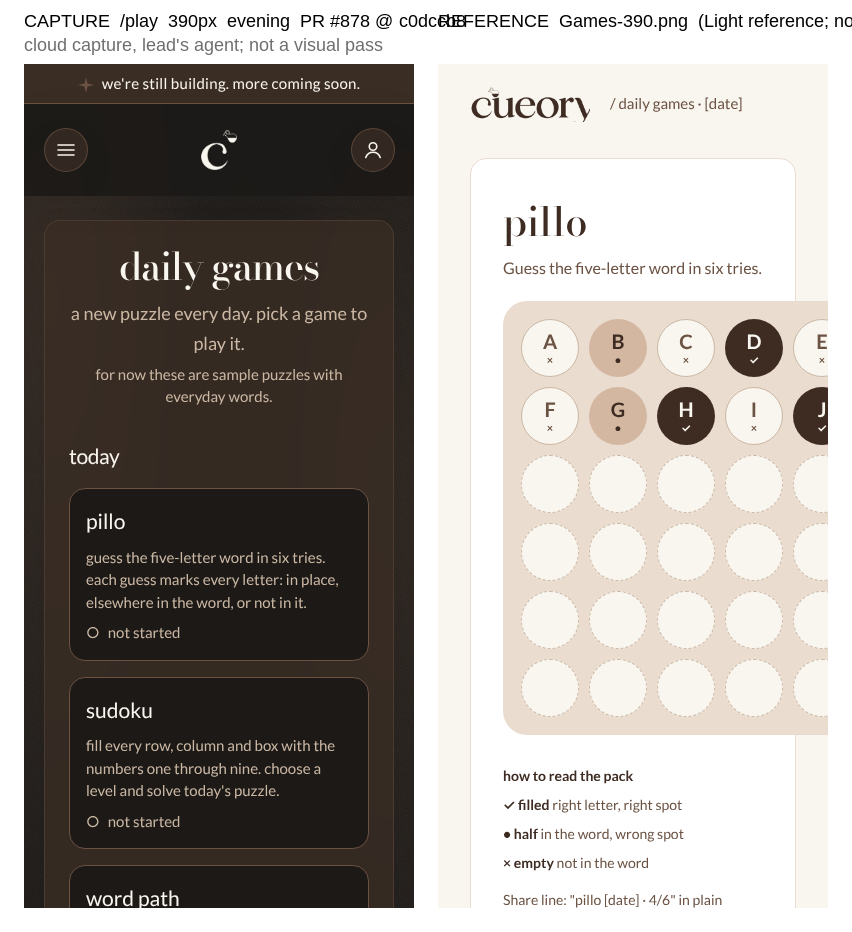 CAPTURE /play 390px evening PR #878 @
REFERENCE Games-390.png (Light reference;
cloud capture, lead's agent; not a visual pass
we're still building. more coming soon.
c
daily games
a new puzzle every day. pick a game to
play it.
for now these are sample puzzles with
everyday words.
today
pillo
guess the five-letter word in six tries.
each guess marks every letter: in place,
elsewhere in the word, or not in it.
not started
sudoku
fill every row, column and box with the
numbers one through nine. choose a
level and solve today's puzzle.
not started
word path
cueory / daily games · [date]
pillo
Guess the five-letter word in six tries.
A B C D E
× • × ✓ ×
F G H I J
× • ✓ × ✓
how to read the pack
✓ filled right letter, right spot
• half in the word, wrong spot
× empty not in the word
Share line: "pillo [date] · 4/6" in plain